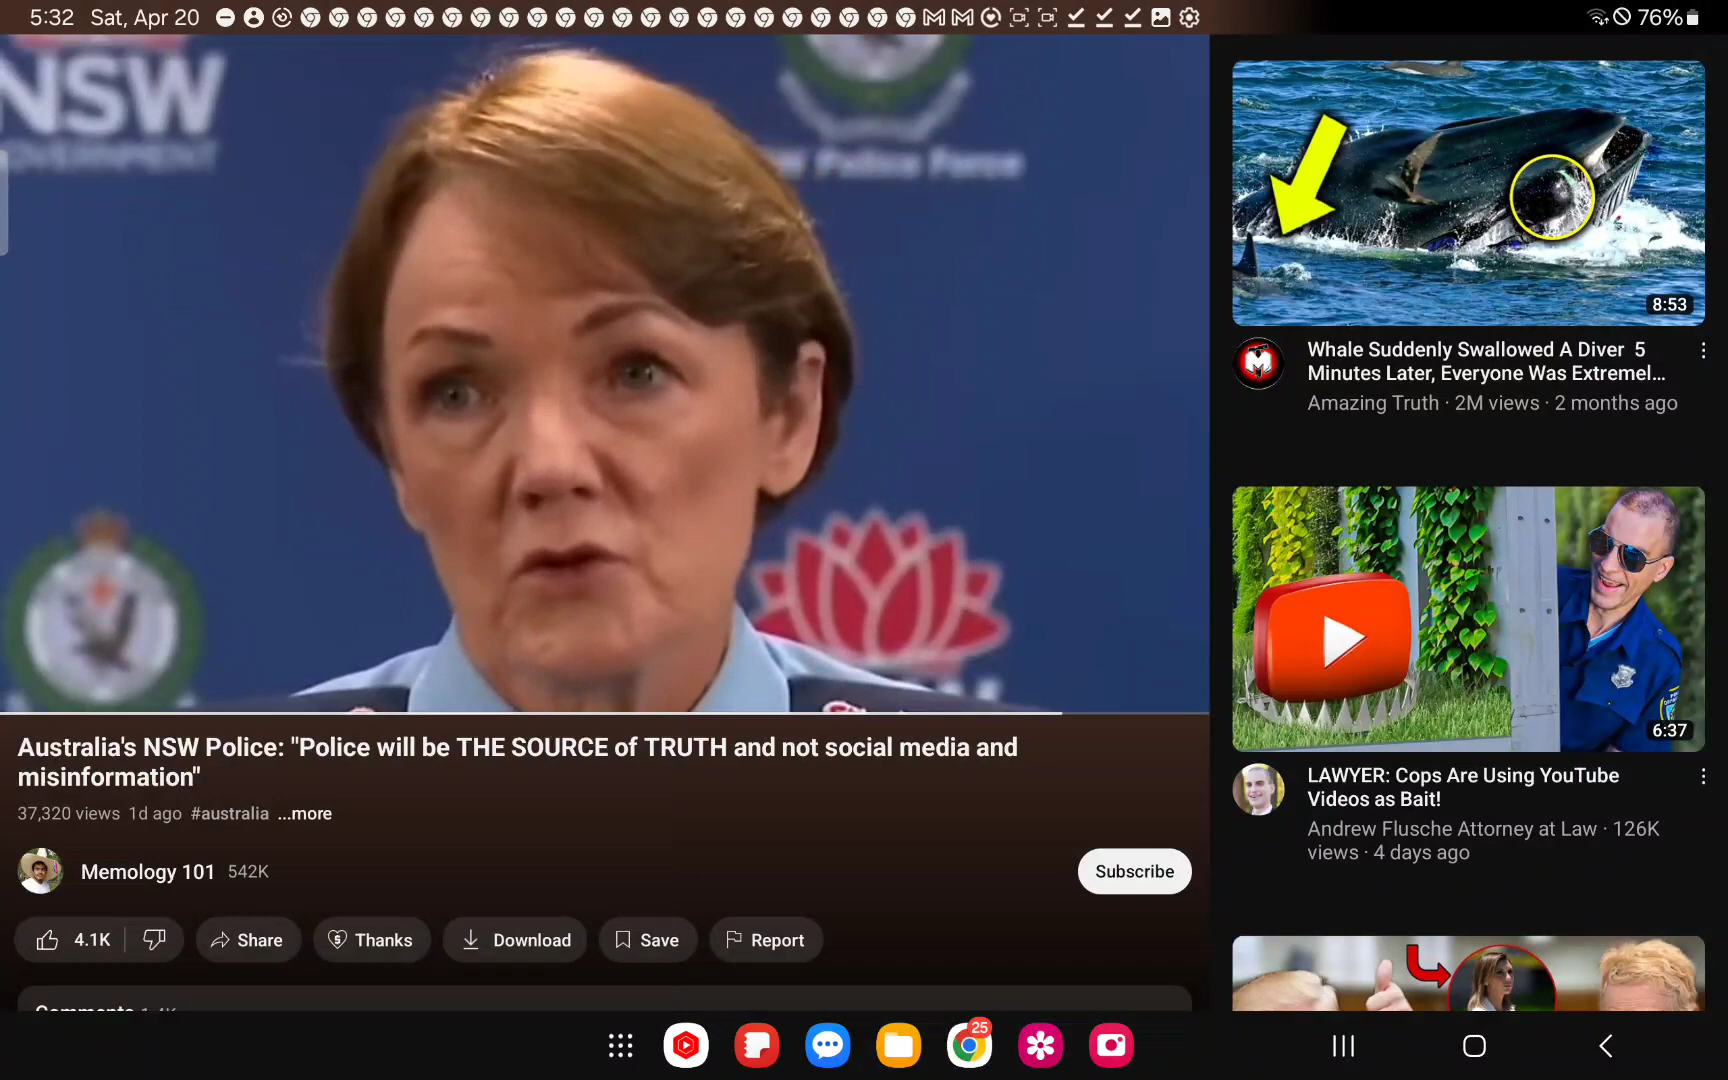 5:32 Sat, Apr 20
76%
NSW
GOVERNMENT
Police Force
8:53
Whale Suddenly Swallowed A Diver 5
Minutes Later, Everyone Was Extremel...
Amazing Truth · 2M views · 2 months ago
6:37
LAWYER: Cops Are Using YouTube
Videos as Bait!
Andrew Flusche Attorney at Law · 126K
views · 4 days ago
Australia's NSW Police: "Police will be THE SOURCE of TRUTH and not social media and
misinformation"
37,320 views 1d ago #australia ...more
Memology 101 542K
Subscribe
4.1K
Share
Thanks
Download
Save
Report
25